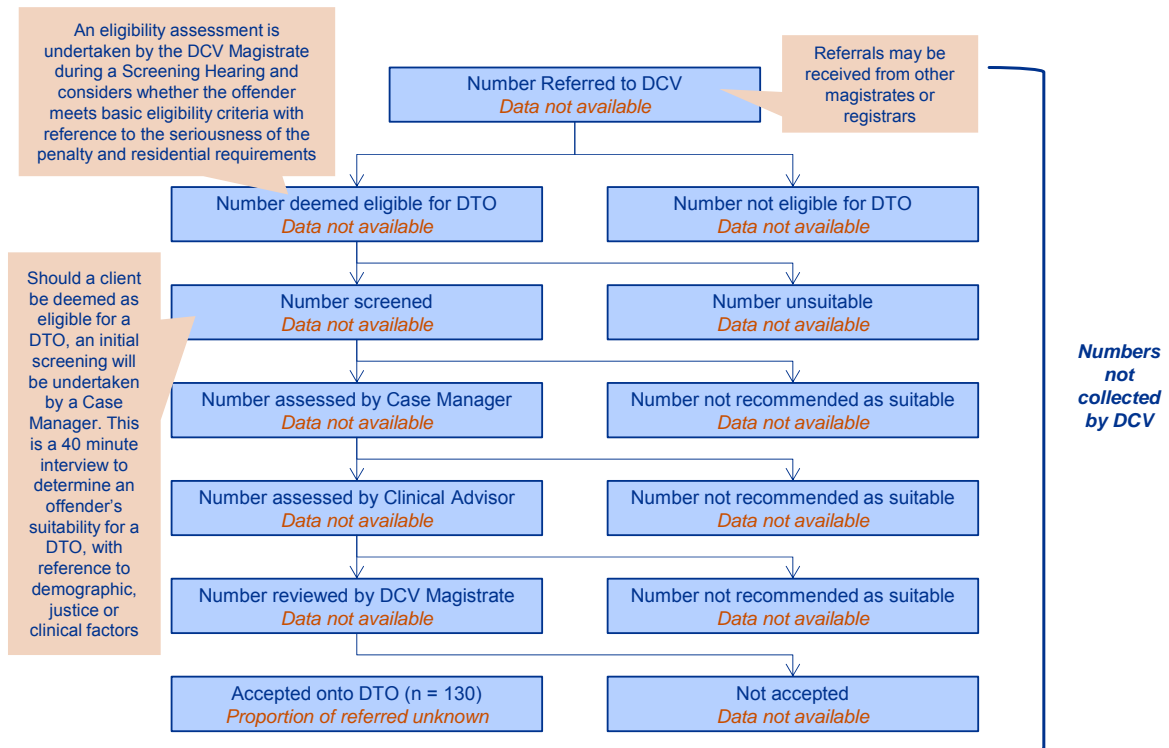 An eligibility assessment is
undertaken by the DCV Magistrate
during a Screening Hearing and
considers whether the offender
meets basic eligibility criteria with
reference to the seriousness of the
penalty and residential requirements
Number Referred to DCV
Data not available
Referrals may be
received from other
magistrates or
registrars
Number deemed eligible for DTO
Data not available
Number not eligible for DTO
Data not available
Should a client
be deemed as
eligible for a
DTO, an initial
screening will
be undertaken
by a Case
Manager. This
is a 40 minute
interview to
determine an
offender’s
suitability for a
DTO, with
reference to
demographic,
justice or
clinical factors
Number screened
Data not available
Number unsuitable
Data not available
Number assessed by Case Manager
Data not available
Number not recommended as suitable
Data not available
Number assessed by Clinical Advisor
Data not available
Number not recommended as suitable
Data not available
Number reviewed by DCV Magistrate
Data not available
Number not recommended as suitable
Data not available
Accepted onto DTO (n = 130)
Proportion of referred unknown
Not accepted
Data not available
Numbers
not
collected
by DCV